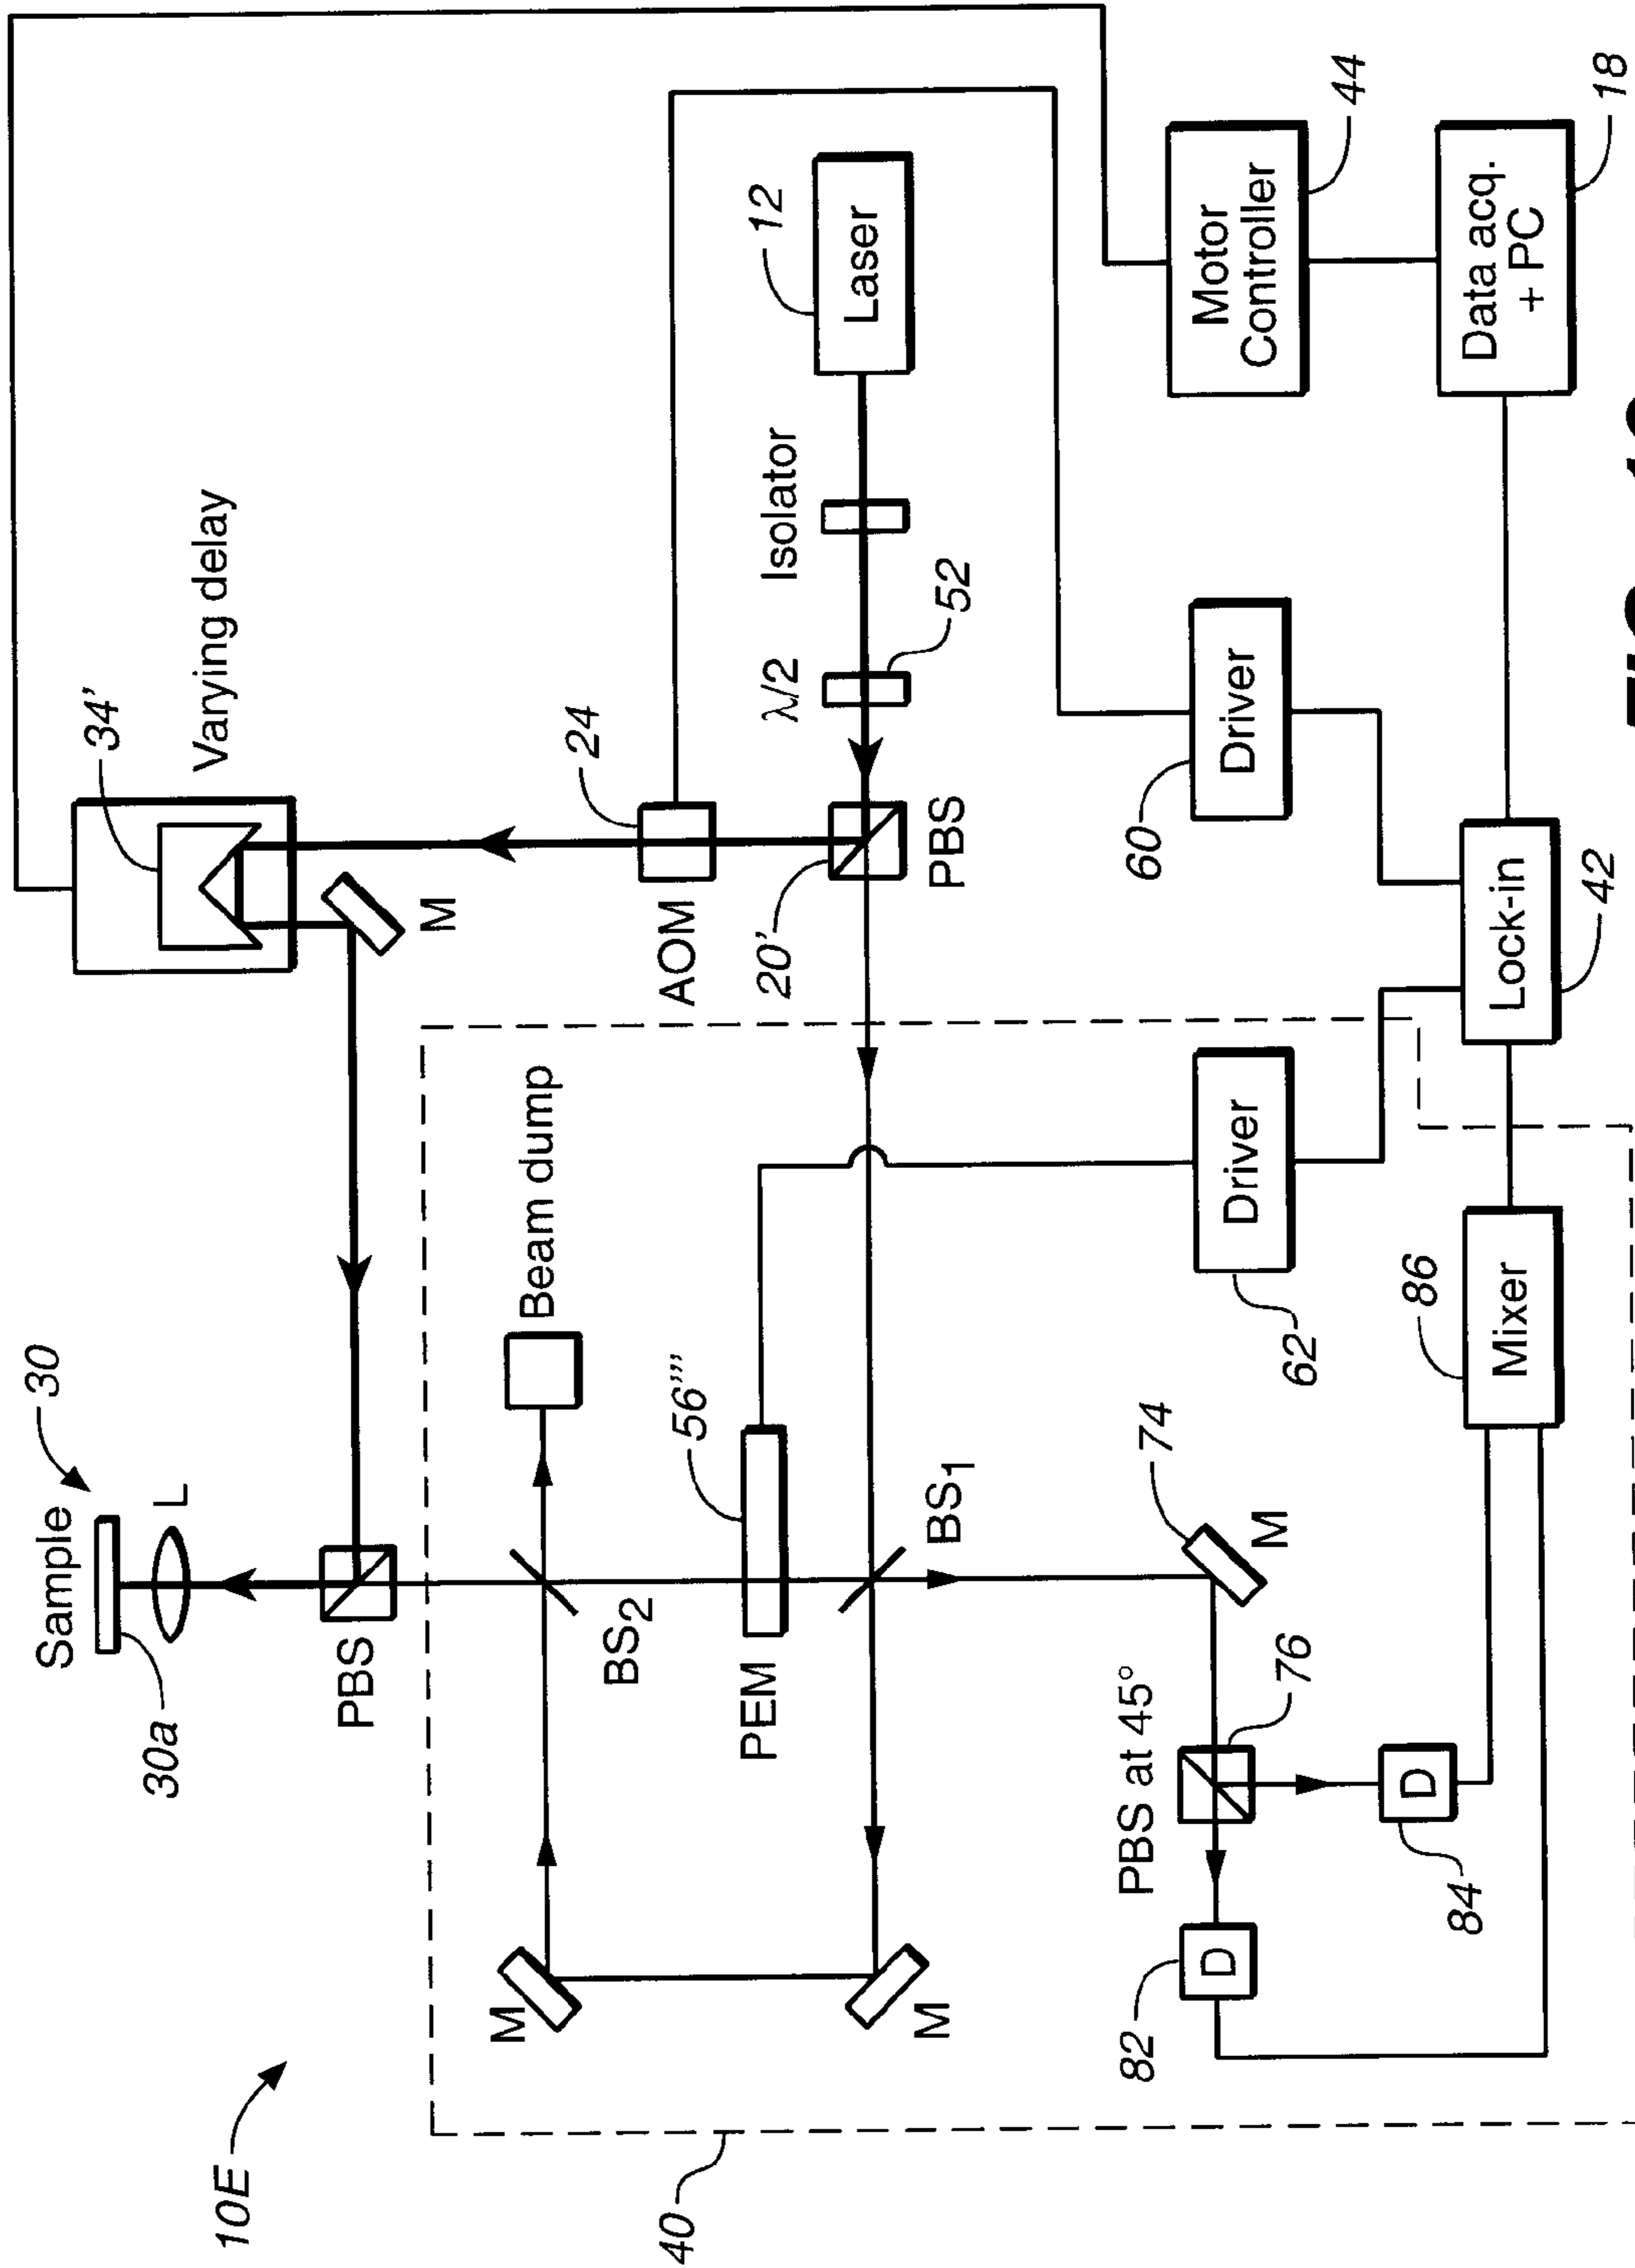 10E
40
Sample
30
30a
L
PBS
34'
Varying delay
M
Beam dump
BS2
M
PEM
56'''
AOM
24
20'
PBS
λ/2
52
Isolator
12
Laser
M
BS1
PBS at 45°
76
74
M
82
D
84
D
62
Driver
60
Driver
86
Mixer
Lock-in
42
Motor
Controller
44
Data acq.
+ PC
18